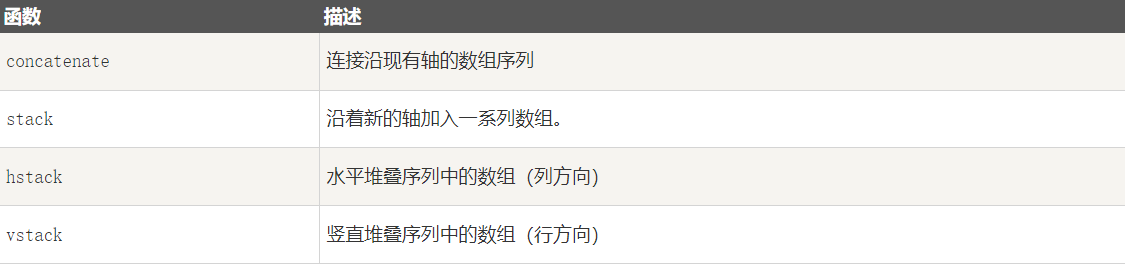 函数 描述
concatenate 连接沿现有轴的数组序列
stack 沿着新的轴加入一系列数组。
hstack 水平堆叠序列中的数组（列方向）
vstack 竖直堆叠序列中的数组（行方向）